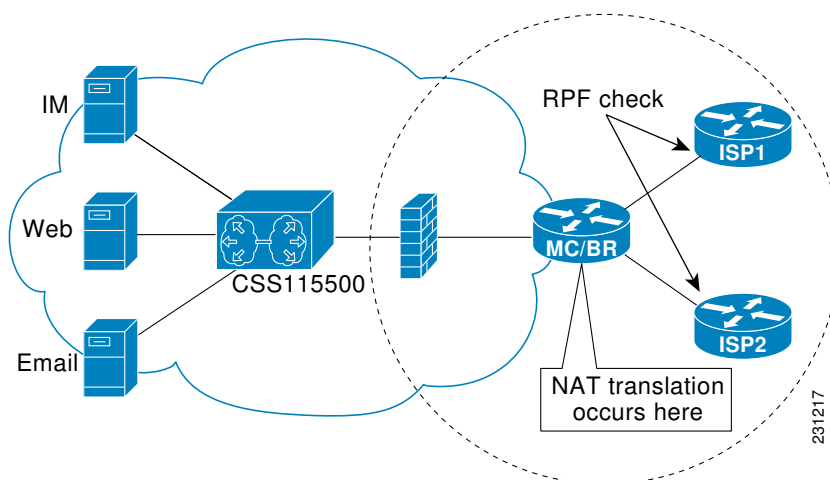 IM
RPF check
ISP1
Web
MC/BR
CSS115500
ISP2
Email
NAT translation
occurs here
231217